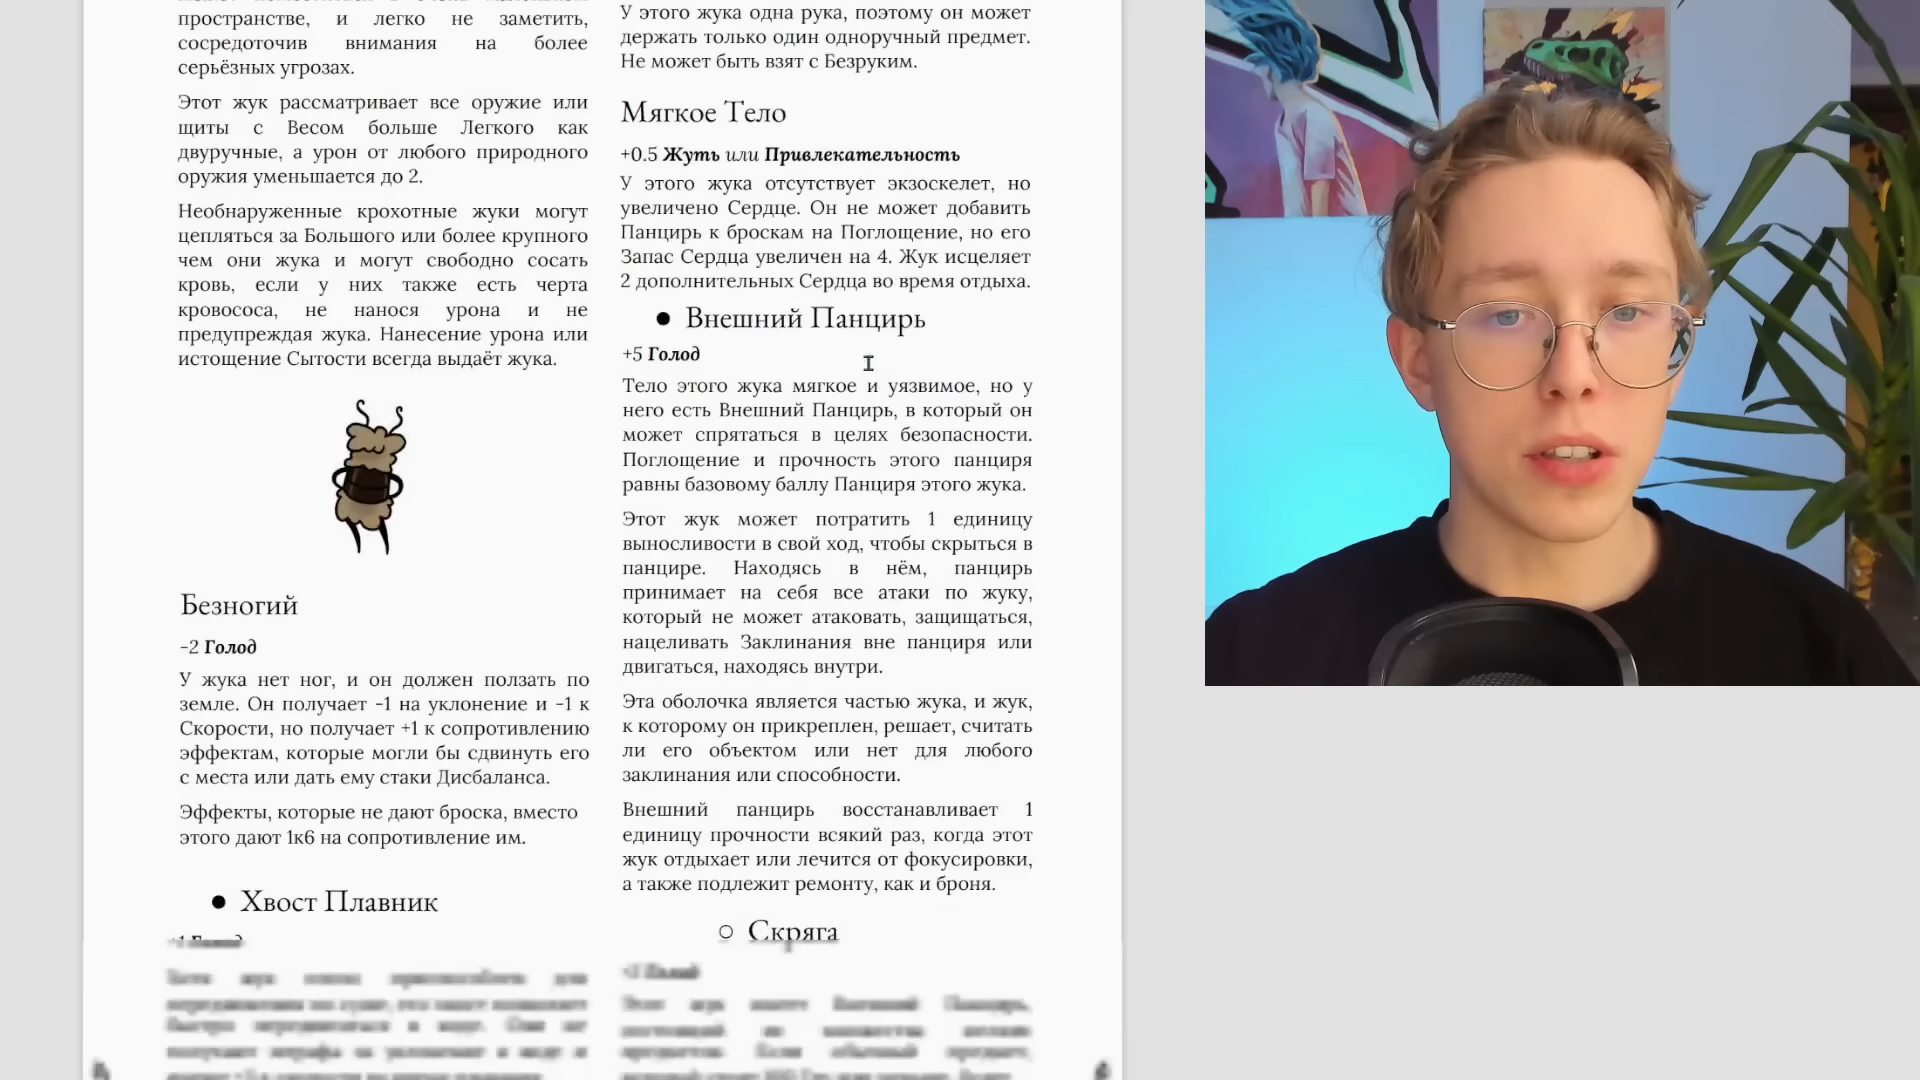 пространстве, и легко не заметить,
сосредоточив внимания на более
серьёзных угрозах.
Этот жук рассматривает все оружие или
щиты с Весом больше Легкого как
двуручные, а урон от любого природного
оружия уменьшается до 2.
Необнаруженные крохотные жуки могут
цепляться за Большого или более крупного
чем они жука и могут свободно сосать
кровь, если у них также есть черта
кровососа, не нанося урона и не
предупреждая жука. Нанесение урона или
истощение Сытости всегда выдаёт жука.
Безногий
-2 Голод
У жука нет ног, и он должен ползать по
земле. Он получает -1 на уклонение и -1 к
Скорости, но получает +1 к сопротивлению
эффектам, которые могли бы сдвинуть его
с места или дать ему стаки Дисбаланса.
Эффекты, которые не дают броска, вместо
этого дают 1к6 на сопротивление им.
● Хвост Плавник
У этого жука одна рука, поэтому он может
держать только один одноручный предмет.
Не может быть взят с Безруким.
Мягкое Тело
+0.5 Жуть или Привлекательность
У этого жука отсутствует экзоскелет, но
увеличено Сердце. Он не может добавить
Панцирь к броскам на Поглощение, но его
Запас Сердца увеличен на 4. Жук исцеляет
2 дополнительных Сердца во время отдыха.
● Внешний Панцирь
+5 Голод
Тело этого жука мягкое и уязвимое, но у
него есть Внешний Панцирь, в который он
может спрятаться в целях безопасности.
Поглощение и прочность этого панциря
равны базовому баллу Панциря этого жука.
Этот жук может потратить 1 единицу
выносливости в свой ход, чтобы скрыться в
панцире. Находясь в нём, панцирь
принимает на себя все атаки по жуку,
который не может атаковать, защищаться,
нацеливать Заклинания вне панциря или
двигаться, находясь внутри.
Эта оболочка является частью жука, и жук,
к которому он прикреплен, решает, считать
ли его объектом или нет для любого
заклинания или способности.
Внешний панцирь восстанавливает 1
единицу прочности всякий раз, когда этот
жук отдыхает или лечится от фокусировки,
а также подлежит ремонту, как и броня.
○ Скряга